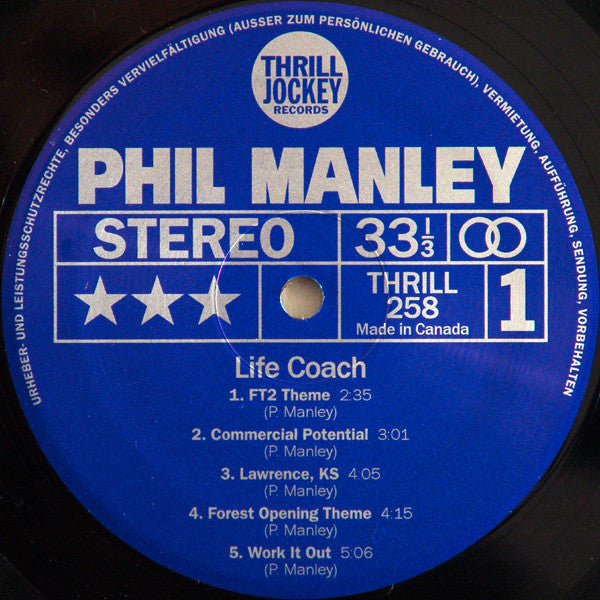 URHEBER- UND LEISTUNGSSCHUTZRECHTE, BESONDERS VERVIELFÄLTIGUNG (AUSSER ZUM PERSÖNLICHEN GEBRAUCH), VERMIETUNG, AUFFÜHRUNG, SENDUNG, VORBEHALTEN
THRILL
JOCKEY
RECORDS
PHIL MANLEY
STEREO
33⅓
THRILL
258
Made in Canada
1
Life Coach
1. FT2 Theme 2:35
(P. Manley)
2. Commercial Potential 3:01
(P. Manley)
3. Lawrence, KS 4:05
(P. Manley)
4. Forest Opening Theme 4:15
(P. Manley)
5. Work It Out 5:06
(P. Manley)